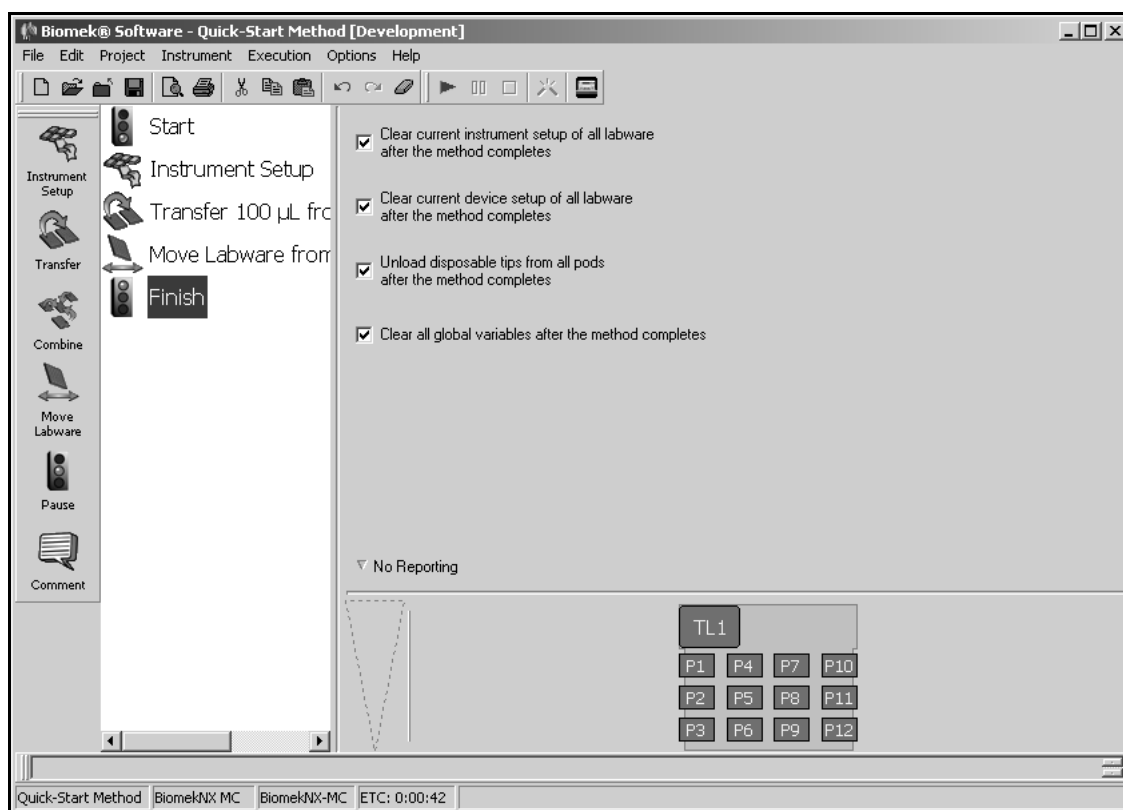 Biomek® Software - Quick-Start Method [Development]
File Edit Project Instrument Execution Options Help
Instrument
Setup
Transfer
Combine
Move
Labware
Pause
Comment
Start
Instrument Setup
Transfer 100 µL frc
Move Labware from
Finish
Clear current instrument setup of all labware
after the method completes
Clear current device setup of all labware
after the method completes
Unload disposable tips from all pods
after the method completes
Clear all global variables after the method completes
No Reporting
TL1
P1 P4 P7 P10
P2 P5 P8 P11
P3 P6 P9 P12
Quick-Start Method BiomekNX MC BiomekNX-MC ETC: 0:00:42